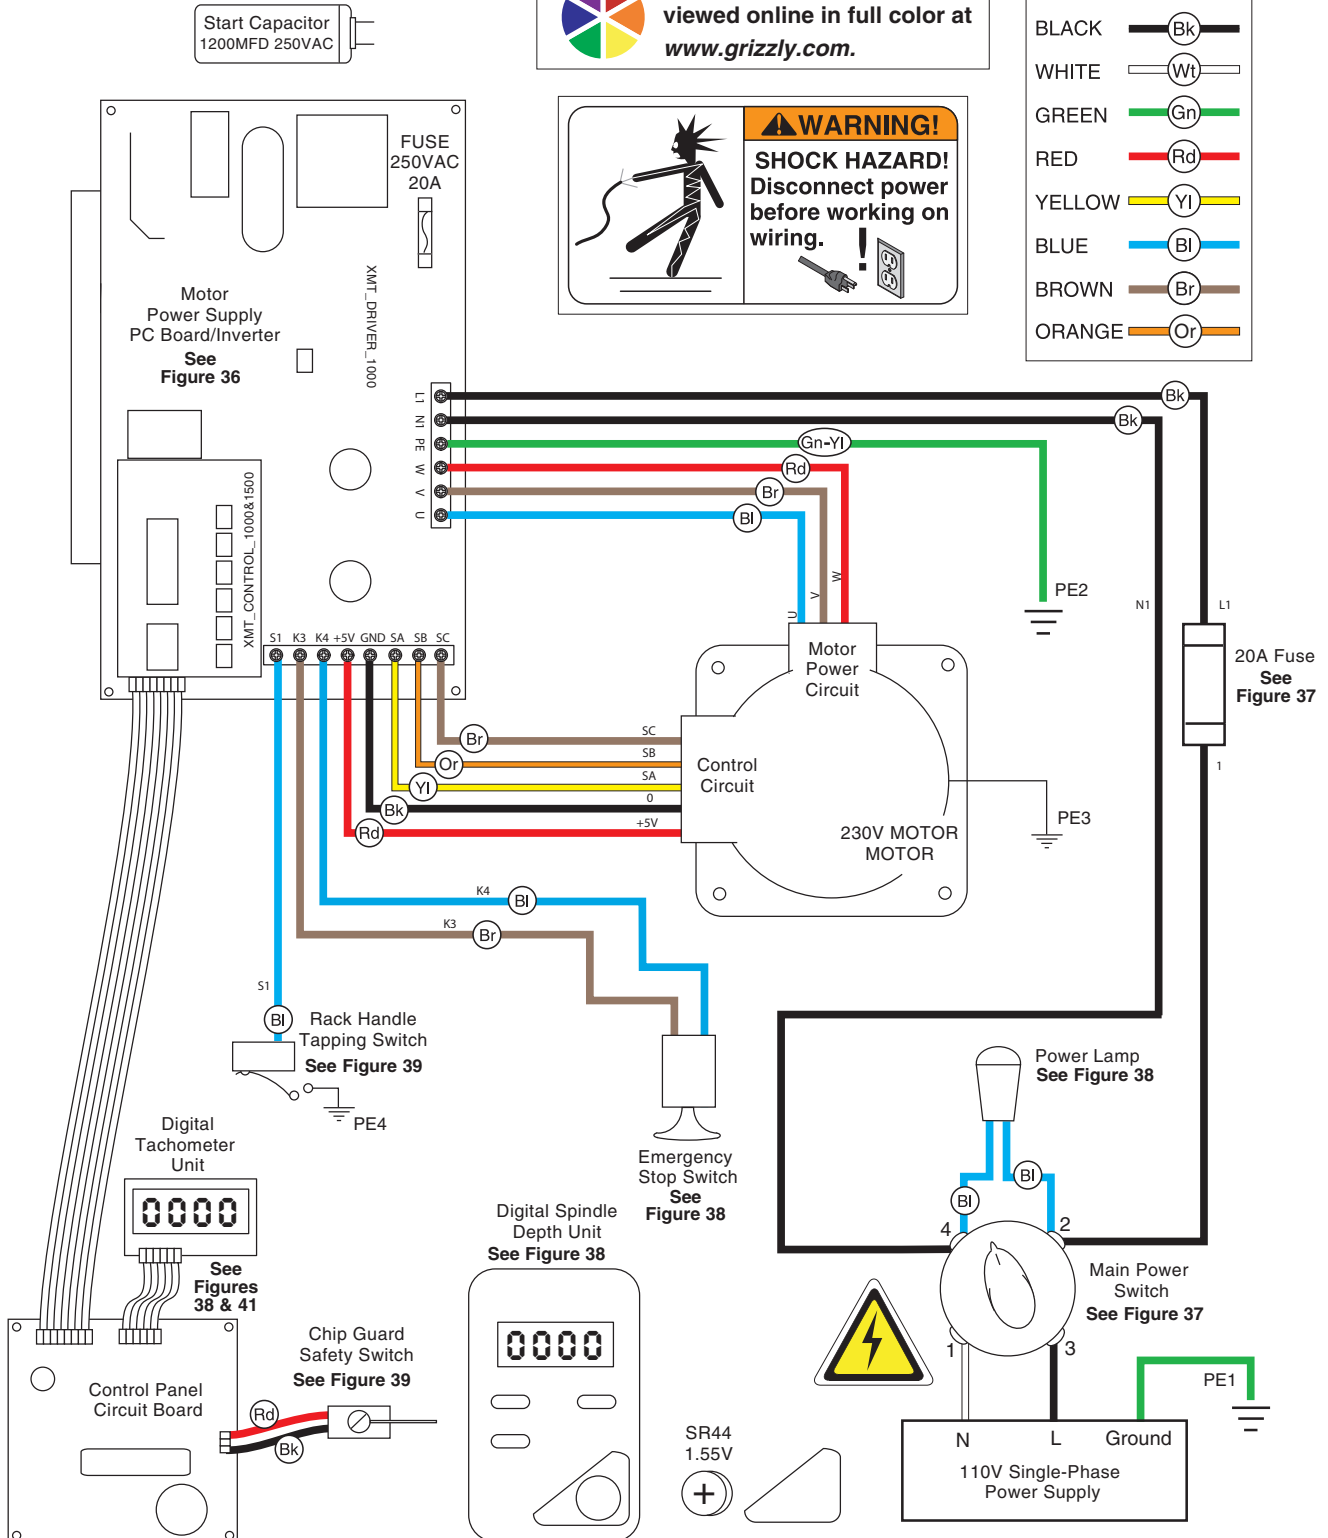 Start Capacitor
1200MFD 250VAC
viewed online in full color at
www.grizzly.com.
BLACK Bk
WHITE Wt
GREEN Gn
RED Rd
YELLOW Yl
BLUE Bl
BROWN Br
ORANGE Or
WARNING!
SHOCK HAZARD!
Disconnect power
before working on
wiring.
FUSE
250VAC
20A
XMT_DRIVER_1000
Motor
Power Supply
PC Board/Inverter
See
Figure 36
XMT_CONTROL_1000&1500
L1
N1
PE
W
V
U
Bk
Bk
Gn-Yl
Rd
Br
Bl
PE2
N1
L1
20A Fuse
See
Figure 37
1
U
V
W
Motor
Power
Circuit
S1 K3 K4 +5V GND SA SB SC
Br
SC
Or
SB
Yl
SA
Bk
0
Rd
+5V
Control
Circuit
230V MOTOR
MOTOR
PE3
K4
Bl
K3
Br
S1
Bl
Rack Handle
Tapping Switch
See Figure 39
PE4
Emergency
Stop Switch
See
Figure 38
Power Lamp
See Figure 38
Bl
Bl
4
2
1
3
Main Power
Switch
See Figure 37
Digital
Tachometer
Unit
0000
See
Figures
38 & 41
Digital Spindle
Depth Unit
See Figure 38
0000
Chip Guard
Safety Switch
See Figure 39
Control Panel
Circuit Board
Rd
Bk
SR44
1.55V
+
PE1
N L Ground
110V Single-Phase
Power Supply